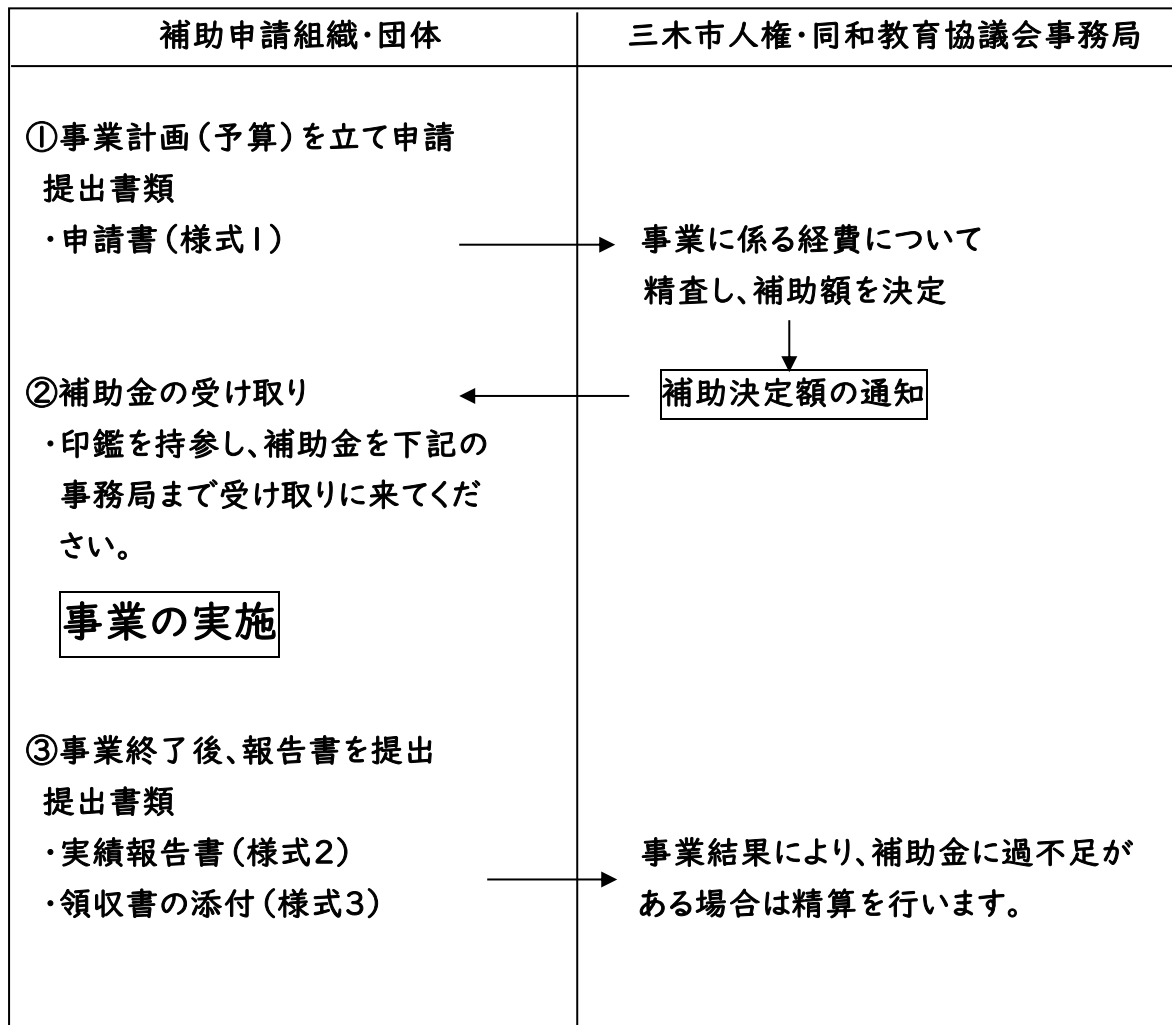 補助申請組織・団体
三木市人権・同和教育協議会事務局
①事業計画（予算）を立て申請
提出書類
・申請書（様式1）
事業に係る経費について
精査し、補助額を決定
補助決定額の通知
②補助金の受け取り
・印鑑を持参し、補助金を下記の
事務局まで受け取りに来てくだ
さい。
事業の実施
③事業終了後、報告書を提出
提出書類
・実績報告書（様式2）
・領収書の添付（様式3）
事業結果により、補助金に過不足が
ある場合は精算を行います。